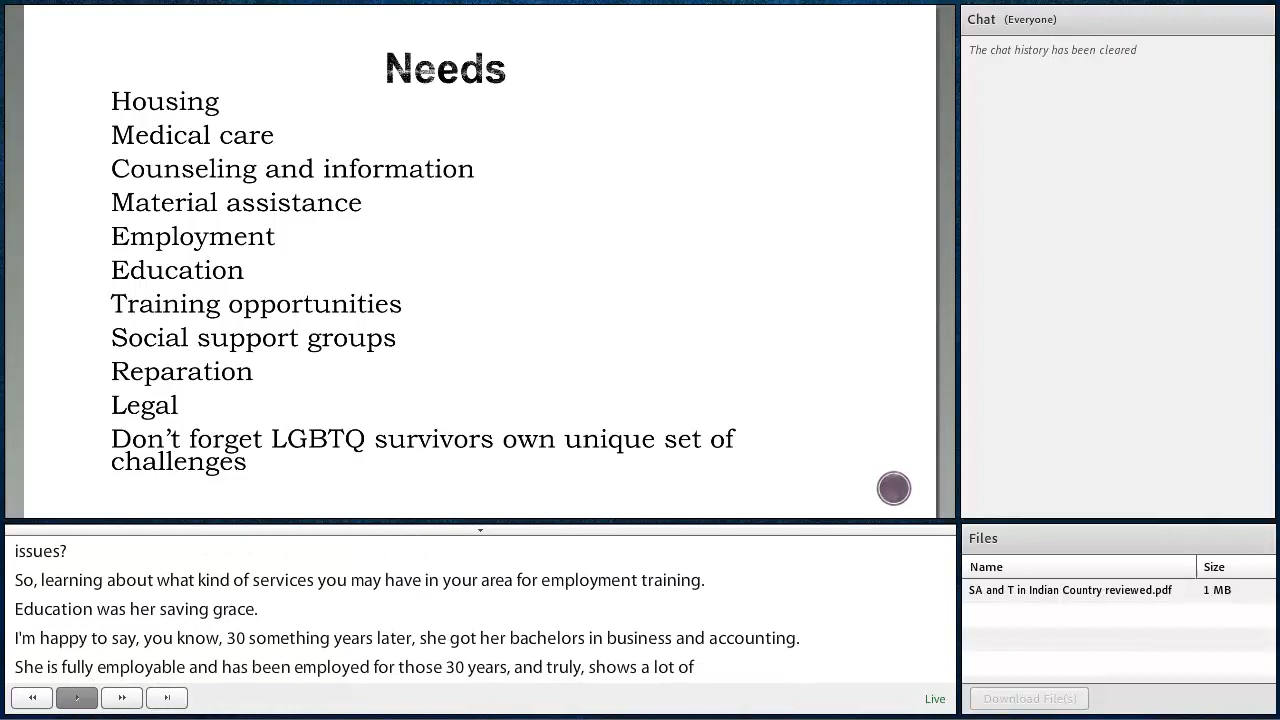 Needs
Housing
Medical care
Counseling and information
Material assistance
Employment
Education
Training opportunities
Social support groups
Reparation
Legal
Don't forget LGBTQ survivors own unique set of
challenges
issues?
So, learning about what kind of services you may have in your area for employment training.
Education was her saving grace.
I'm happy to say, you know, 30 something years later, she got her bachelors in business and accounting.
She is fully employable and has been employed for those 30 years, and truly, shows a lot of
Live
Chat (Everyone)
The chat history has been cleared
Files
Name Size
SA and T in Indian Country reviewed.pdf 1 MB
Download File(s)